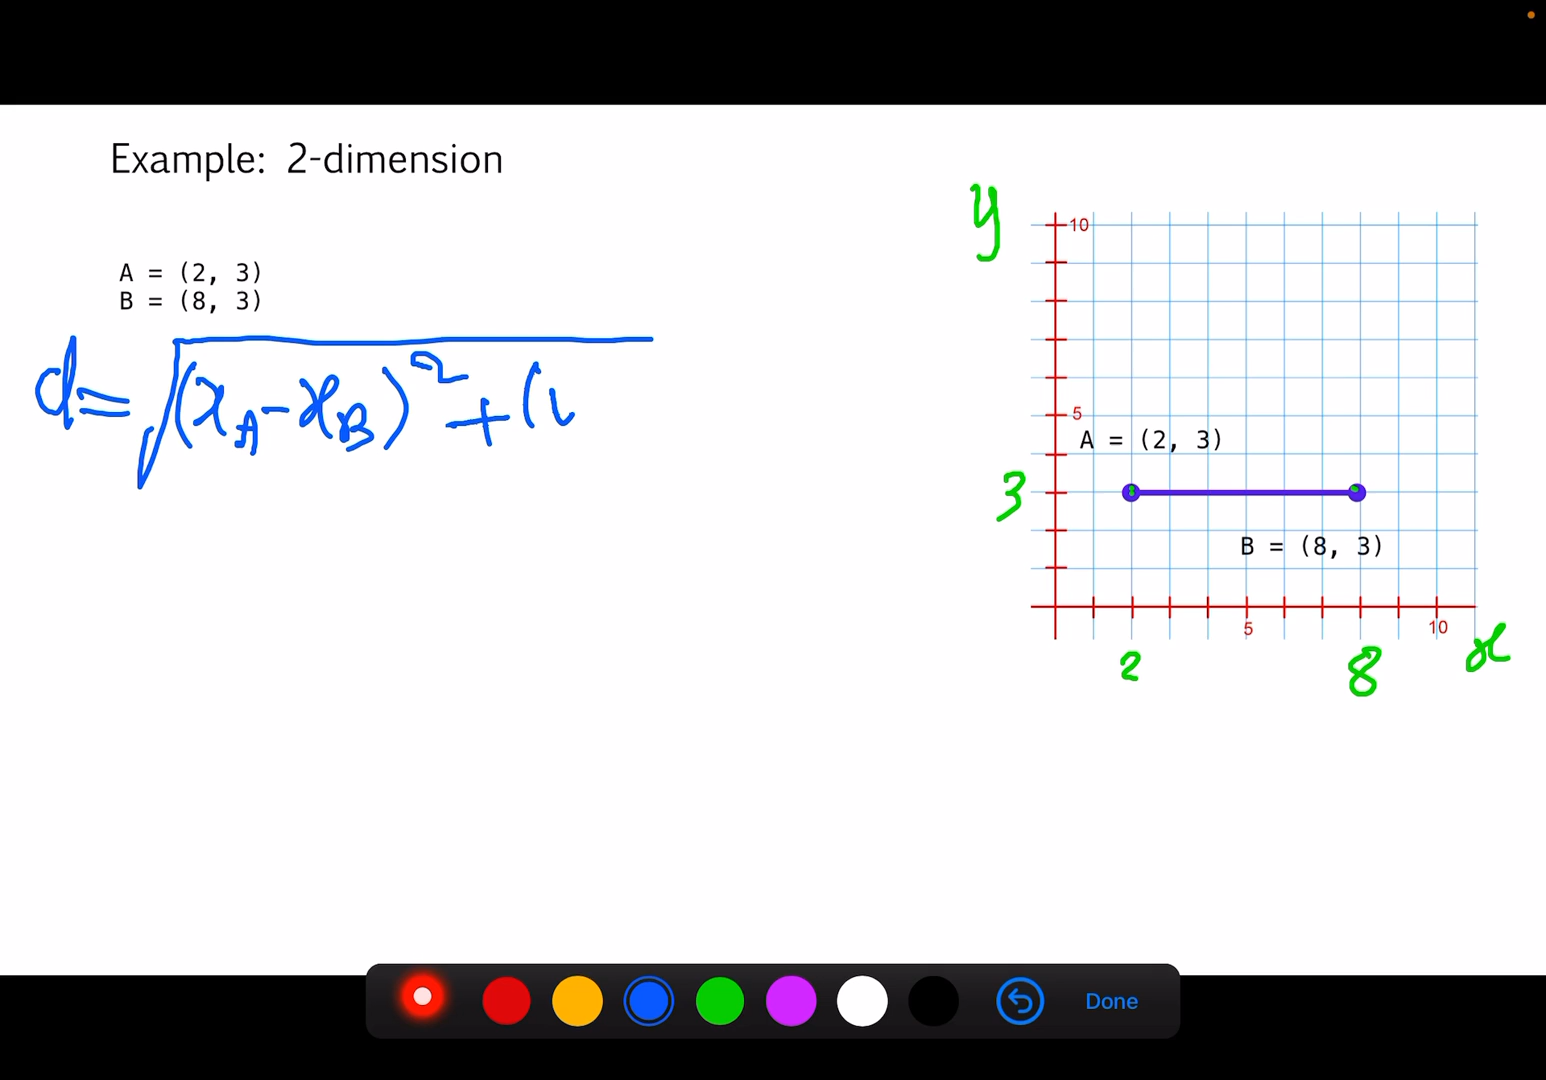 Example: 2-dimension
A = (2, 3)
B = (8, 3)
d = √(x_A - x_B)² + (
y
10
5
A = (2, 3)
3
B = (8, 3)
5
10
x
2
8
Done